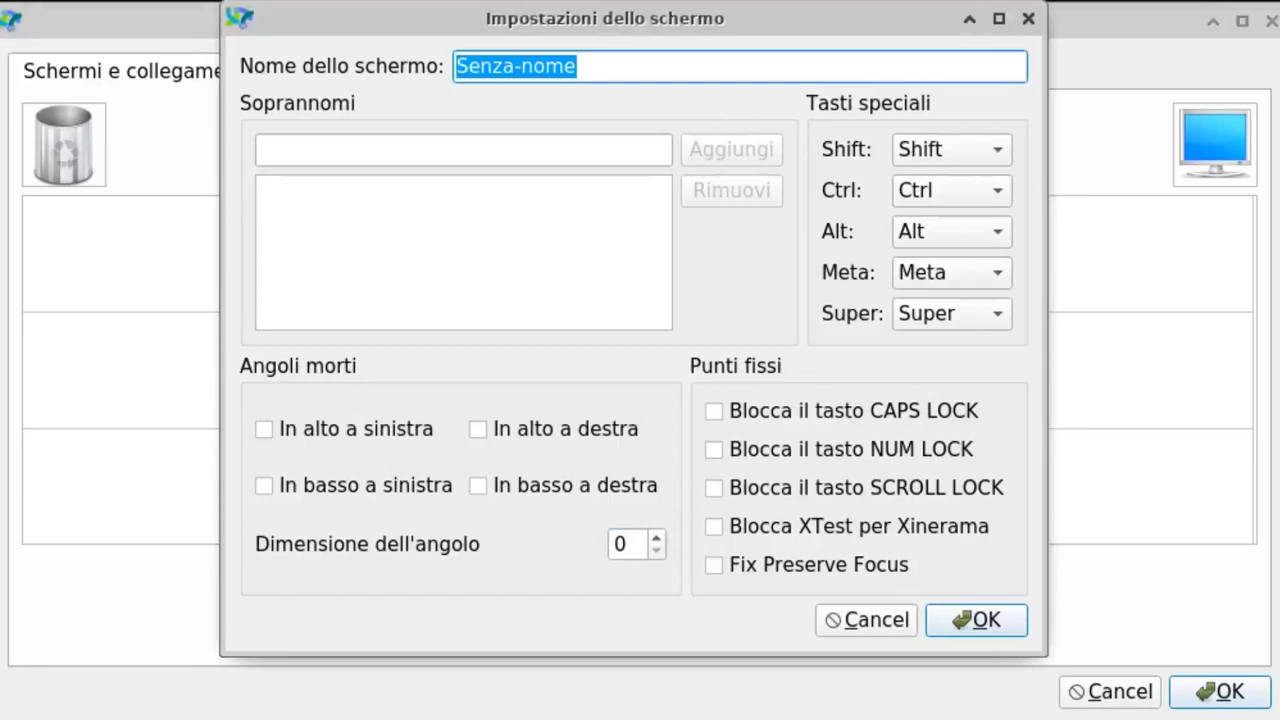 Impostazioni dello schermo
Schermi e collegame
Nome dello schermo: Senza-nome
Soprannomi
Aggiungi
Rimuovi
Tasti speciali
Shift: Shift
Ctrl: Ctrl
Alt: Alt
Meta: Meta
Super: Super
Angoli morti
In alto a sinistra In alto a destra
In basso a sinistra In basso a destra
Dimensione dell'angolo 0
Punti fissi
Blocca il tasto CAPS LOCK
Blocca il tasto NUM LOCK
Blocca il tasto SCROLL LOCK
Blocca XTest per Xinerama
Fix Preserve Focus
Cancel OK
Cancel OK